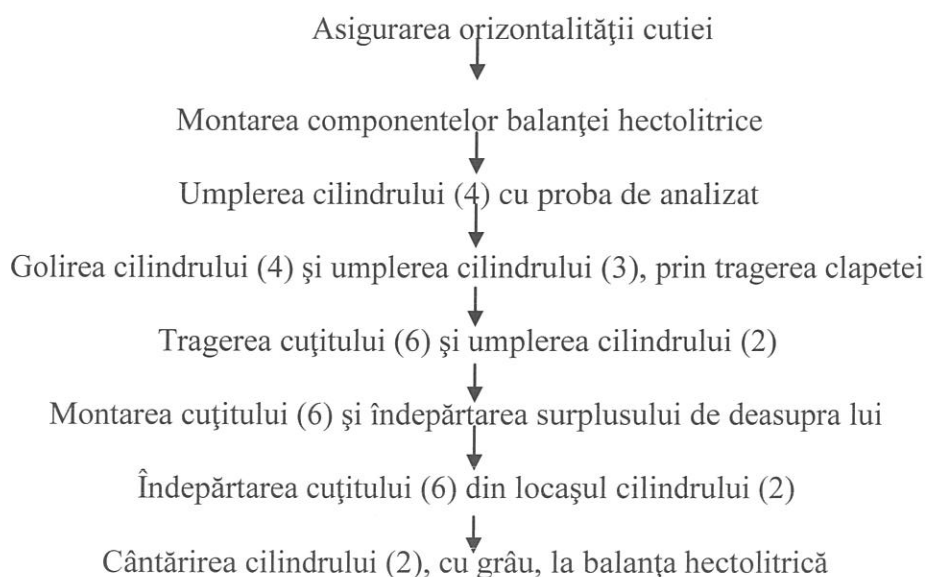 Asigurarea orizontalităţii cutiei
Montarea componentelor balanţei hectolitrice
Umplerea cilindrului (4) cu proba de analizat
Golirea cilindrului (4) şi umplerea cilindrului (3), prin tragerea clapetei
Tragerea cuţitului (6) şi umplerea cilindrului (2)
Montarea cuţitului (6) şi îndepărtarea surplusului de deasupra lui
Îndepărtarea cuţitului (6) din locaşul cilindrului (2)
Cântărirea cilindrului (2), cu grâu, la balanţa hectolitrică